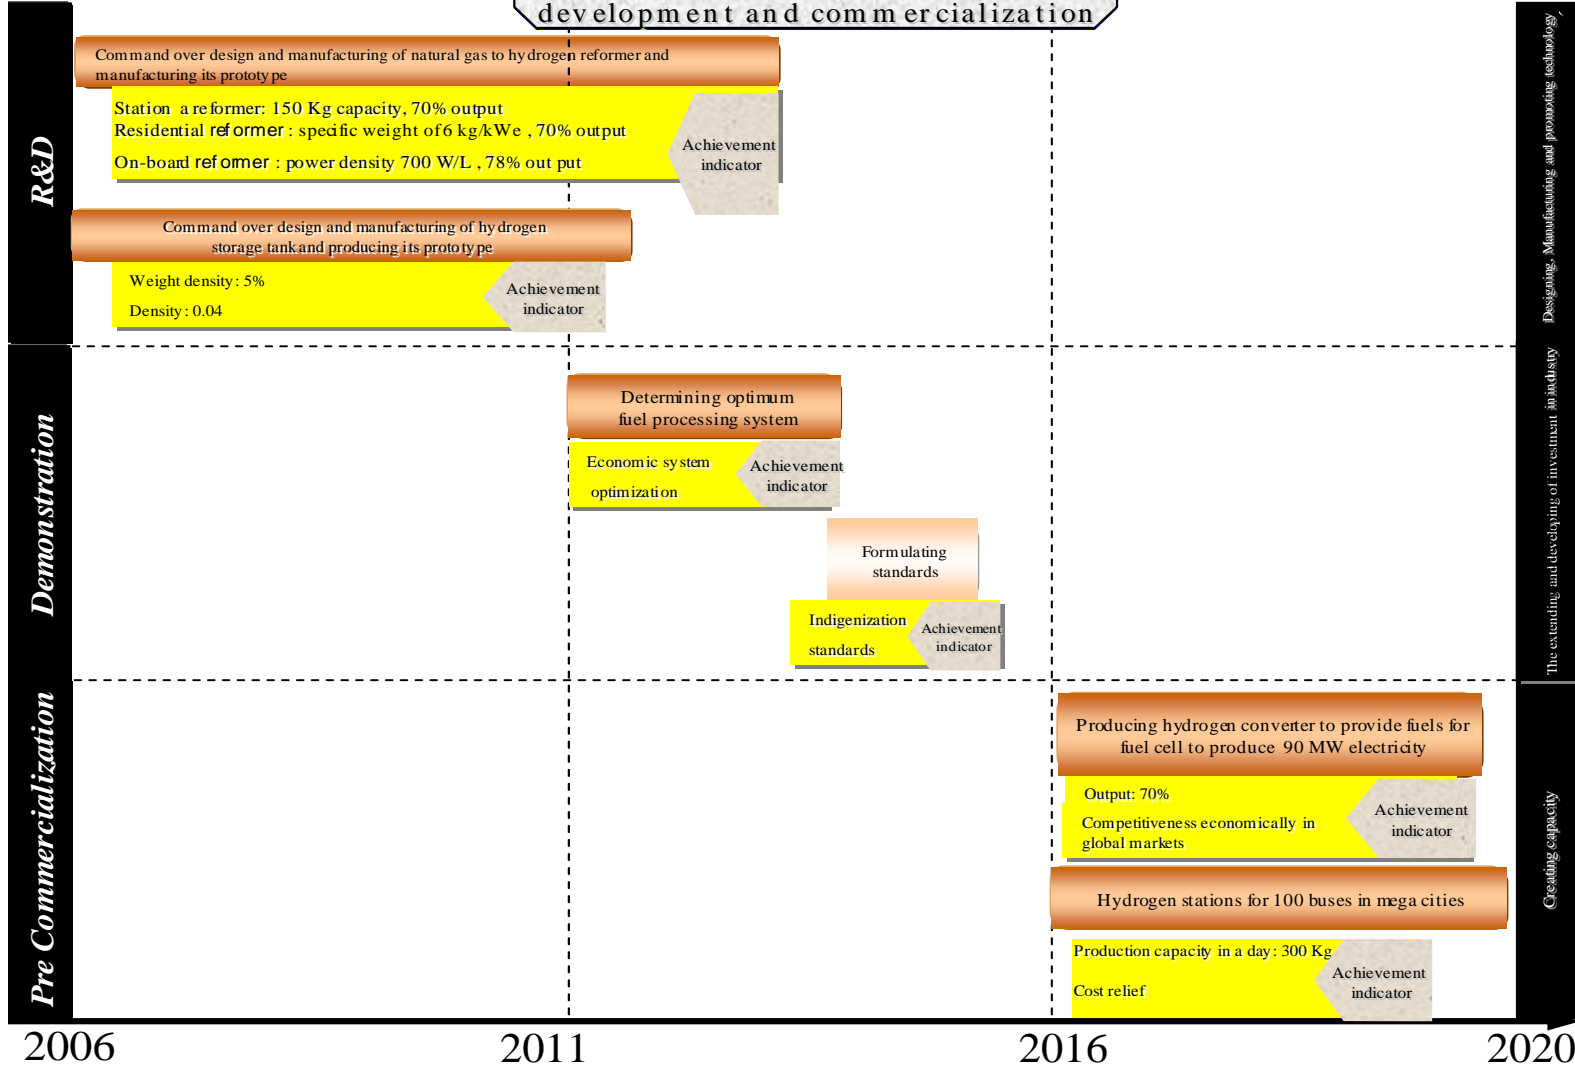 development and commercialization
R&D
Command over design and manufacturing of natural gas to hydrogen reformer and
manufacturing its prototype
Station a reformer: 150 Kg capacity, 70% output
Residential reformer : specific weight of 6 kg/kWe , 70% output
On-board reformer : power density 700 W/L , 78% out put
Achievement
indicator
Command over design and manufacturing of hydrogen
storage tank and producing its prototype
Weight density: 5%
Density: 0.04
Achievement
indicator
Designing, Manufacturing and promoting technology
Demonstration
Determining optimum
fuel processing system
Economic system
optimization
Achievement
indicator
Formulating
standards
Indigenization
standards
Achievement
indicator
The extending and developing of investment in industry
Pre Commercialization
Producing hydrogen converter to provide fuels for
fuel cell to produce 90 MW electricity
Output: 70%
Competitiveness economically in
global markets
Achievement
indicator
Hydrogen stations for 100 buses in mega cities
Production capacity in a day: 300 Kg
Cost relief
Achievement
indicator
Creating capacity
2006
2011
2016
2020